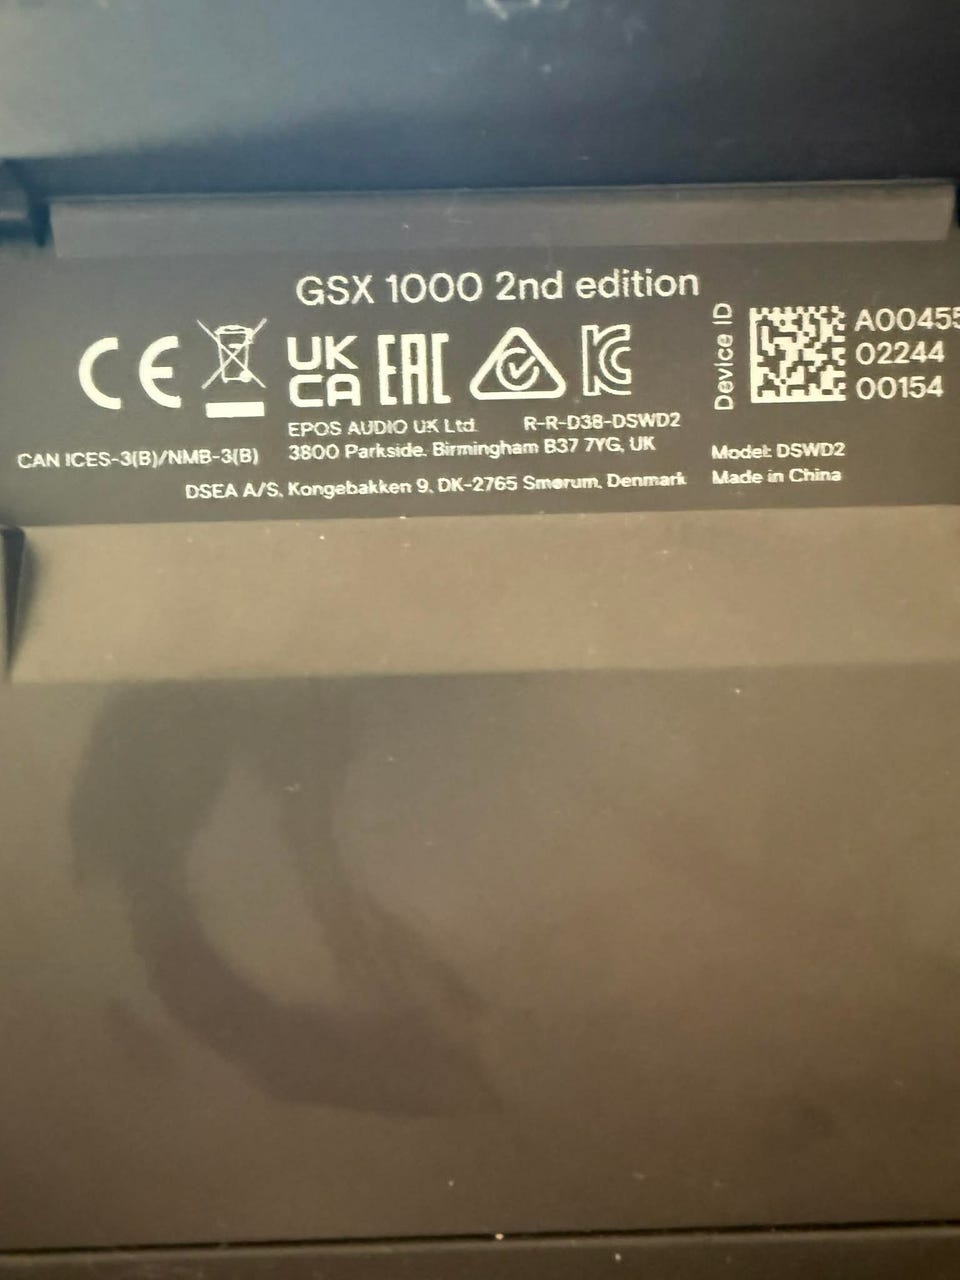 GSX 1000 2nd edition
CE
UK
CA
EAC
KC
EPOS AUDIO UK Ltd. R-R-D38-DSWD2
CAN ICES-3(B)/NMB-3(B)
3800 Parkside. Birmingham B37 7YG, UK
DSEA A/S, Kongebakken 9, DK-2765 Smørum, Denmark
Device ID
A00455
02244
00154
Model: DSWD2
Made in China